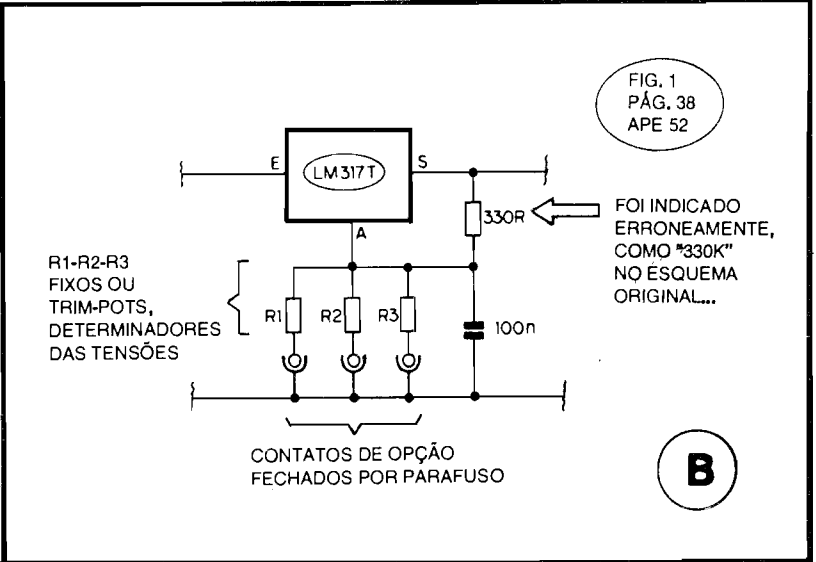 FIG. 1
PÁG. 38
APE 52
E
LM317T
S
A
330R
FOI INDICADO
ERRONEAMENTE,
COMO "330K"
NO ESQUEMA
ORIGINAL...
R1-R2-R3
FIXOS OU
TRIM-POTS,
DETERMINADORES
DAS TENSÕES
R1
R2
R3
100n
CONTATOS DE OPÇÃO
FECHADOS POR PARAFUSO
B